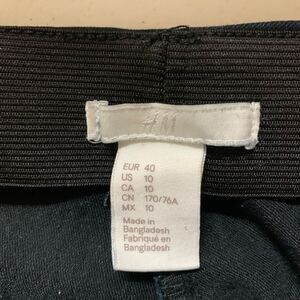 H&M
EUR 40
US 10
CA 10
CN 170/76A
MX 10
Made in
Bangladesh
Fabriqué en
Bangladesh